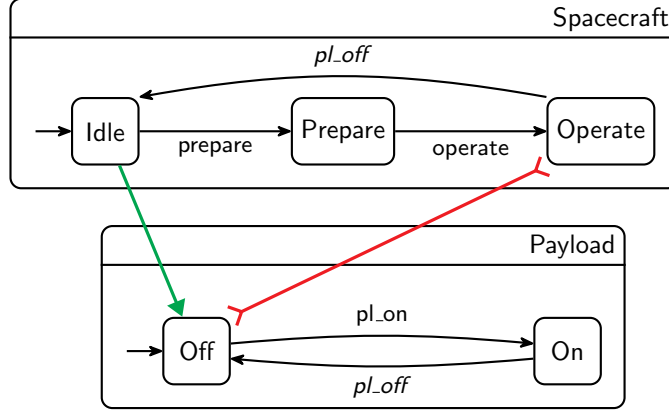 Spacecraft
pl_off
Idle
prepare
Prepare
operate
Operate
Payload
Off
pl_on
pl_off
On